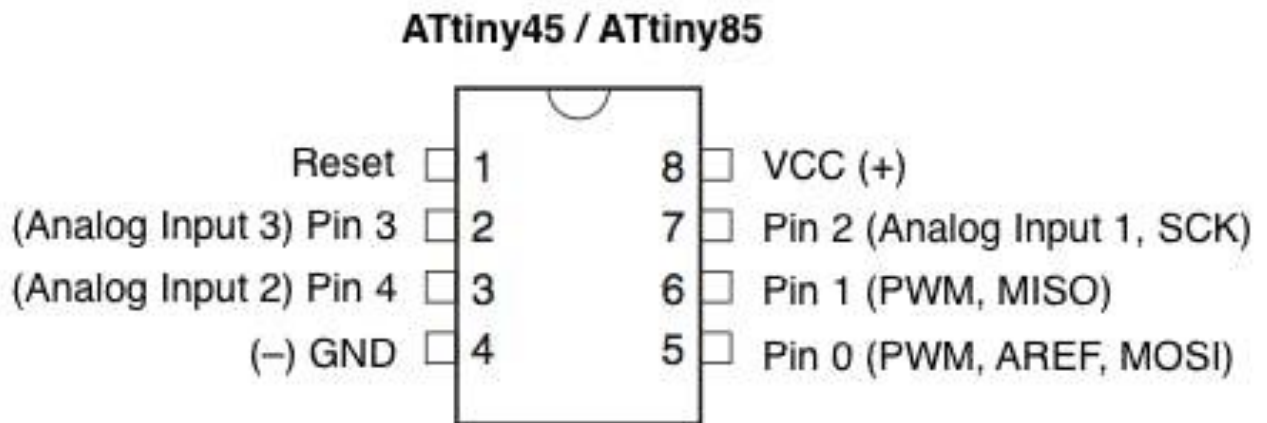 ATtiny45 / ATtiny85
Reset 1 8 VCC (+)
(Analog Input 3) Pin 3 2 7 Pin 2 (Analog Input 1, SCK)
(Analog Input 2) Pin 4 3 6 Pin 1 (PWM, MISO)
(–) GND 4 5 Pin 0 (PWM, AREF, MOSI)